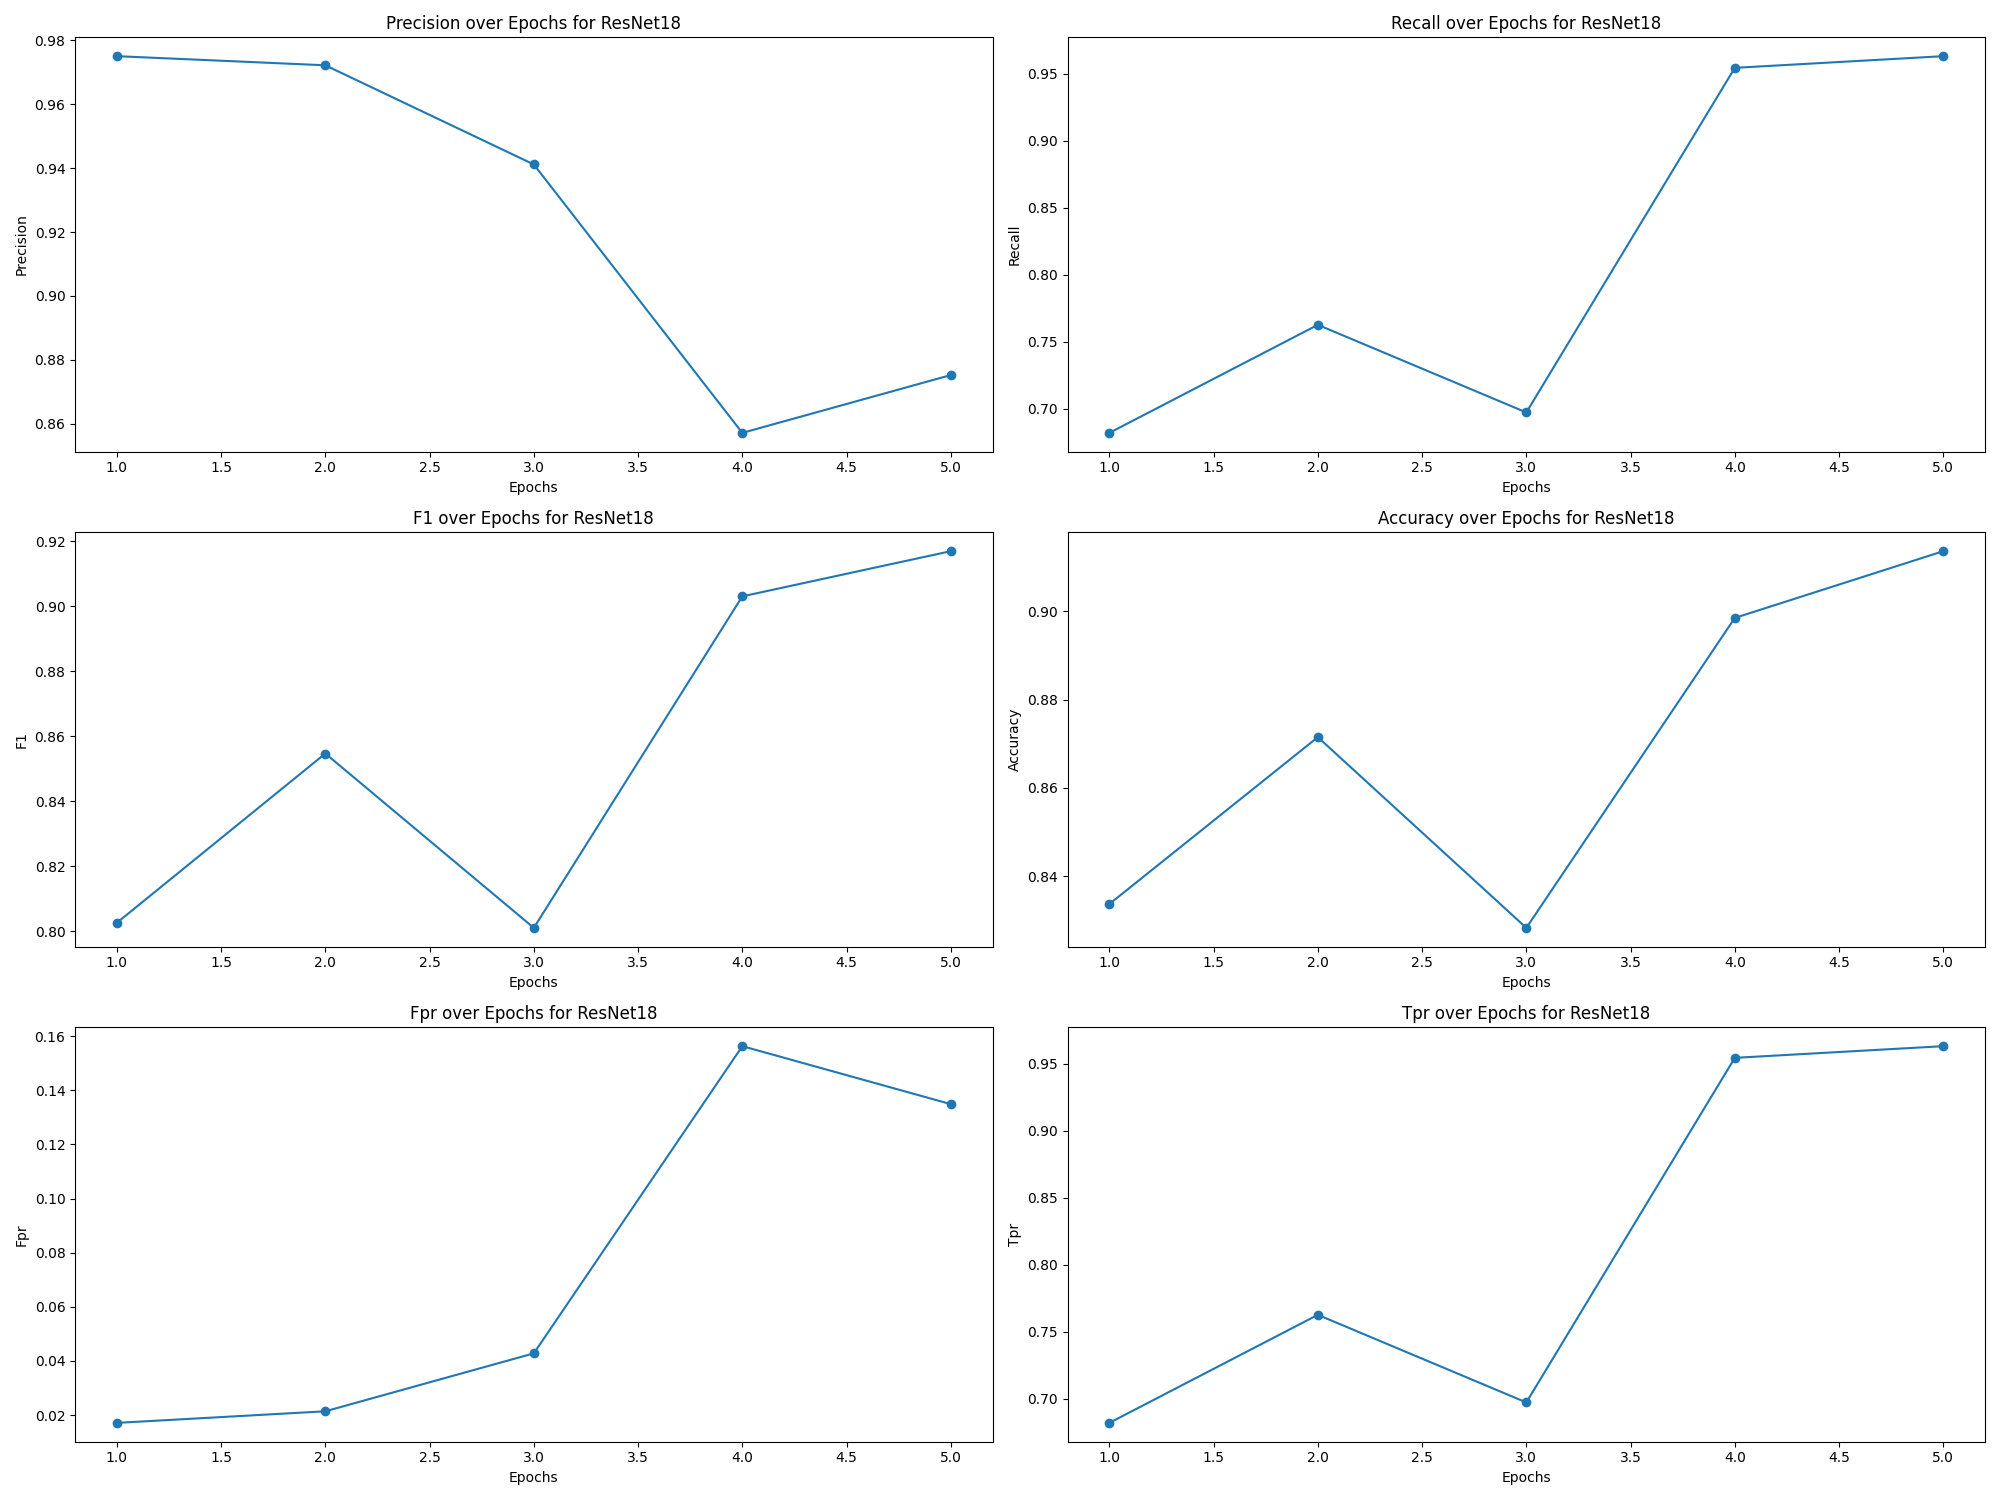 Precision over Epochs for ResNet18
0.98
0.96
0.94
0.92
0.90
0.88
0.86
Precision
1.0 1.5 2.0 2.5 3.0 3.5 4.0 4.5 5.0
Epochs
Recall over Epochs for ResNet18
0.95
0.90
0.85
0.80
0.75
0.70
Recall
1.0 1.5 2.0 2.5 3.0 3.5 4.0 4.5 5.0
Epochs
F1 over Epochs for ResNet18
0.92
0.90
0.88
0.86
0.84
0.82
0.80
F1
1.0 1.5 2.0 2.5 3.0 3.5 4.0 4.5 5.0
Epochs
Accuracy over Epochs for ResNet18
0.90
0.88
0.86
0.84
Accuracy
1.0 1.5 2.0 2.5 3.0 3.5 4.0 4.5 5.0
Epochs
Fpr over Epochs for ResNet18
0.16
0.14
0.12
0.10
0.08
0.06
0.04
0.02
Fpr
1.0 1.5 2.0 2.5 3.0 3.5 4.0 4.5 5.0
Epochs
Tpr over Epochs for ResNet18
0.95
0.90
0.85
0.80
0.75
0.70
Tpr
1.0 1.5 2.0 2.5 3.0 3.5 4.0 4.5 5.0
Epochs